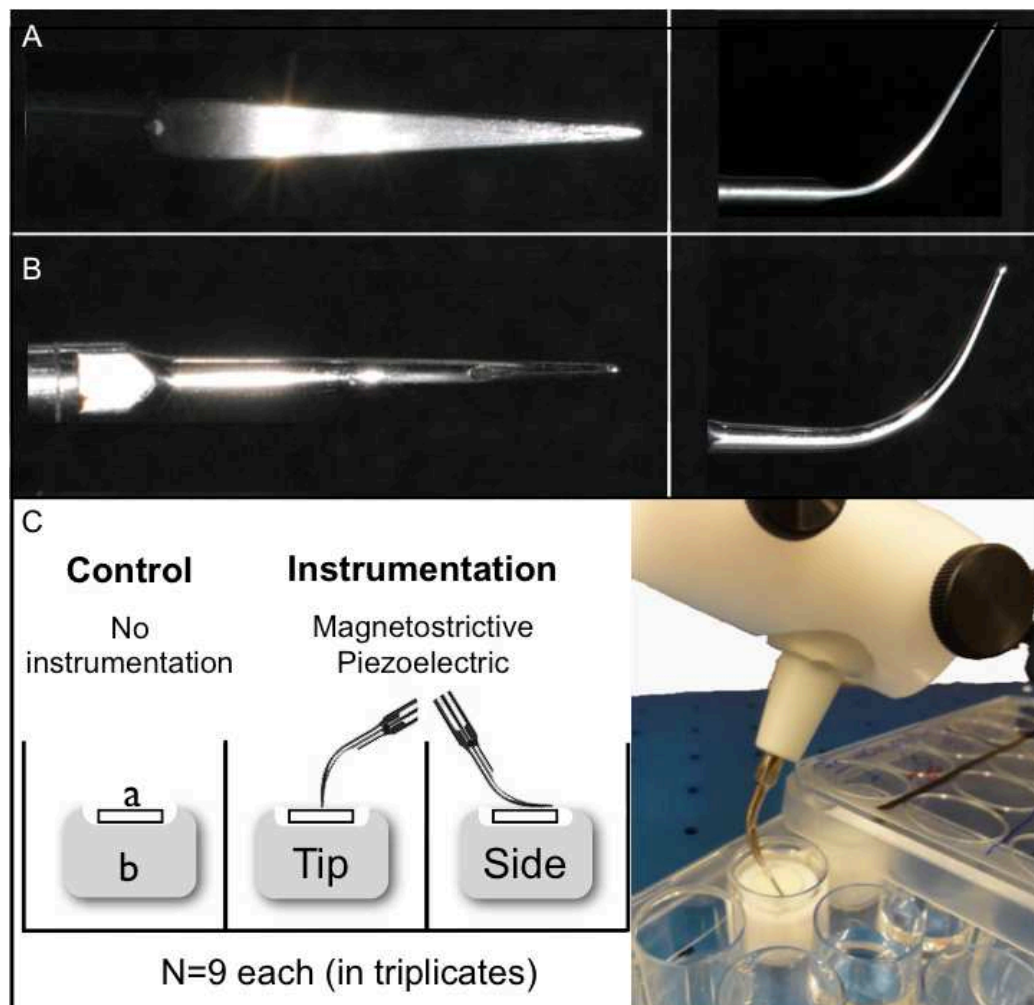 A
B
C
Control
Instrumentation
No
instrumentation
Magnetostrictive
Piezoelectric
a
b
Tip
Side
N=9 each (in triplicates)